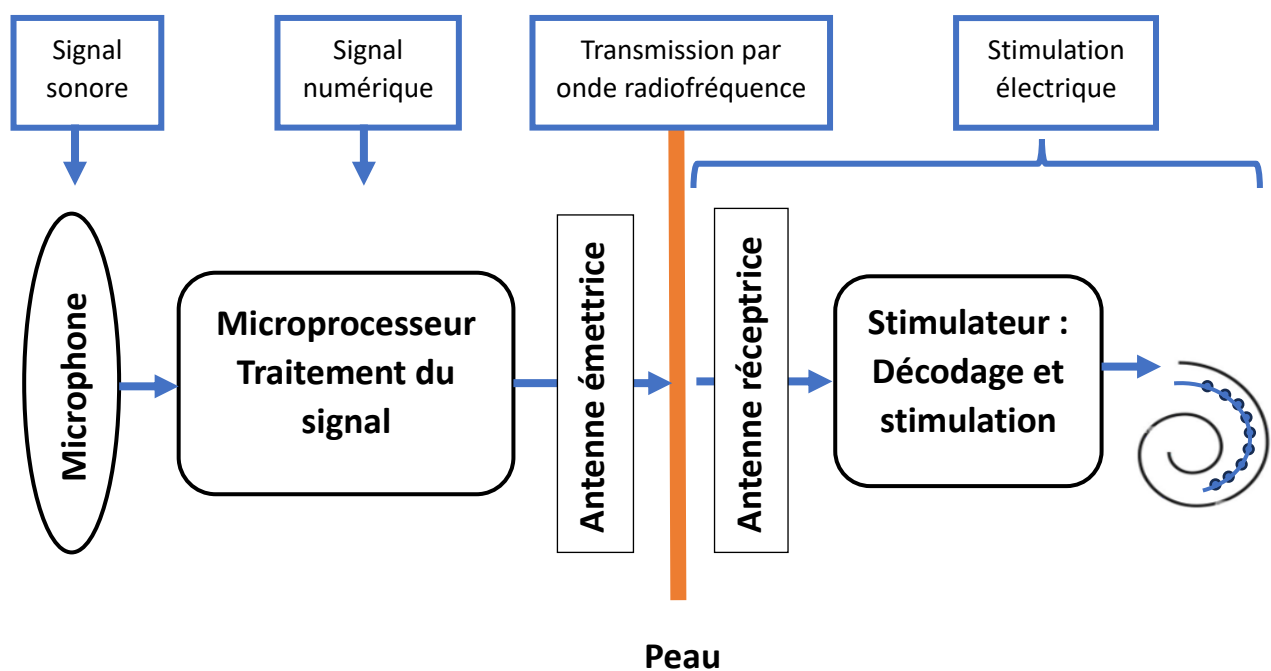 Signal
sonore
Signal
numérique
Transmission par
onde radiofréquence
Stimulation
électrique
Microphone
Microprocesseur
Traitement du
signal
Antenne émettrice
Antenne réceptrice
Stimulateur :
Décodage et
stimulation
Peau